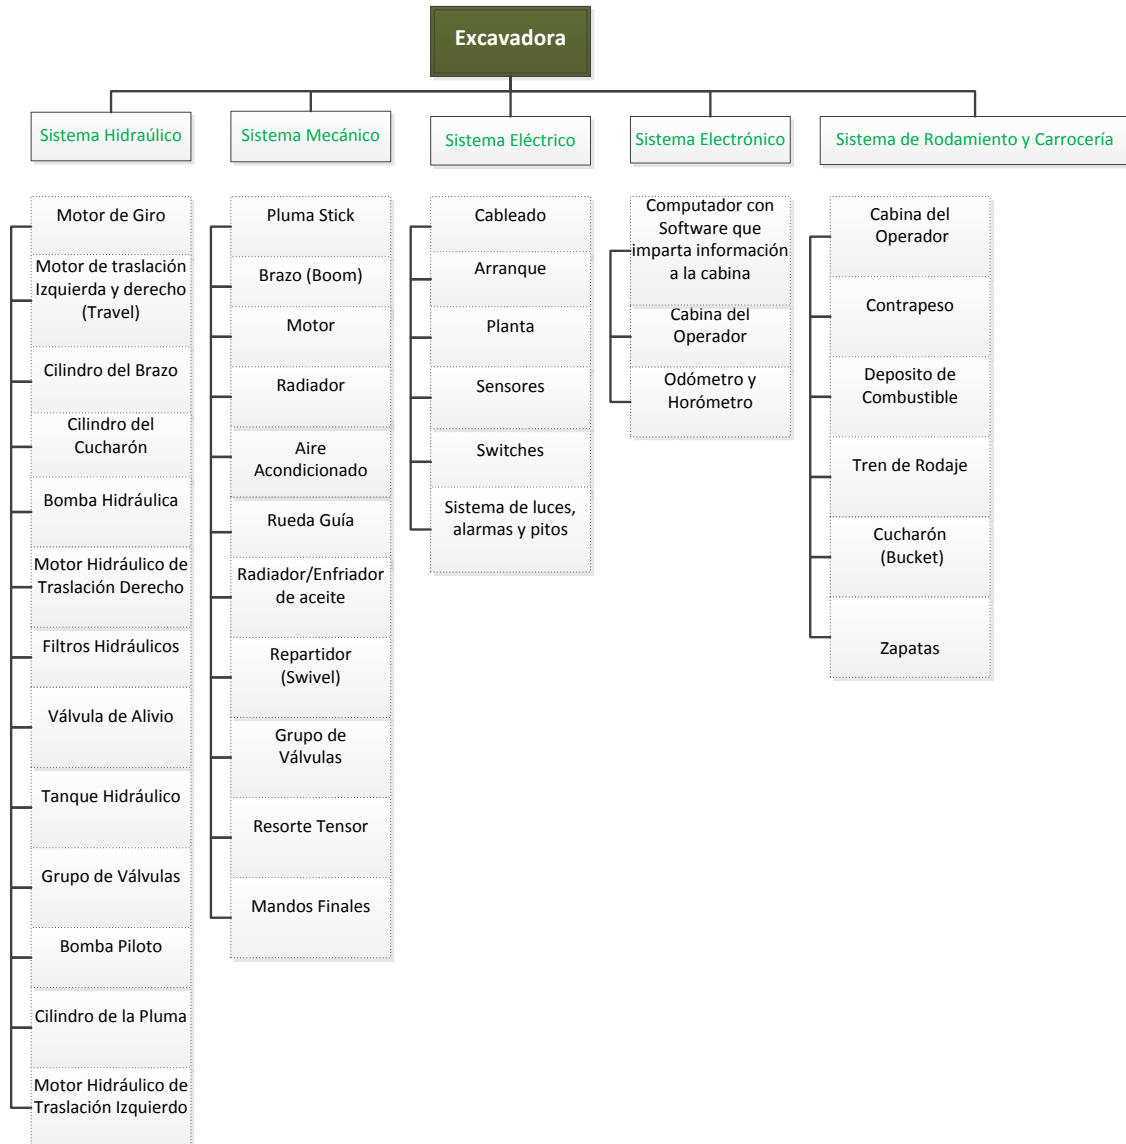 Excavadora
Sistema Hidraúlico
Motor de Giro
Motor de traslación
Izquierda y derecho
(Travel)
Cilindro del Brazo
Cilindro del
Cucharón
Bomba Hidráulica
Motor Hidráulico de
Traslación Derecho
Filtros Hidráulicos
Válvula de Alivio
Tanque Hidráulico
Grupo de Válvulas
Bomba Piloto
Cilindro de la Pluma
Motor Hidráulico de
Traslación Izquierdo
Sistema Mecánico
Pluma Stick
Brazo (Boom)
Motor
Radiador
Aire
Acondicionado
Rueda Guía
Radiador/Enfriador
de aceite
Repartidor
(Swivel)
Grupo de
Válvulas
Resorte Tensor
Mandos Finales
Sistema Eléctrico
Cableado
Arranque
Planta
Sensores
Switches
Sistema de luces,
alarmas y pitos
Sistema Electrónico
Computador con
Software que
imparta información
a la cabina
Cabina del
Operador
Odómetro y
Horómetro
Sistema de Rodamiento y Carrocería
Cabina del
Operador
Contrapeso
Deposito de
Combustible
Tren de Rodaje
Cucharón
(Bucket)
Zapatas